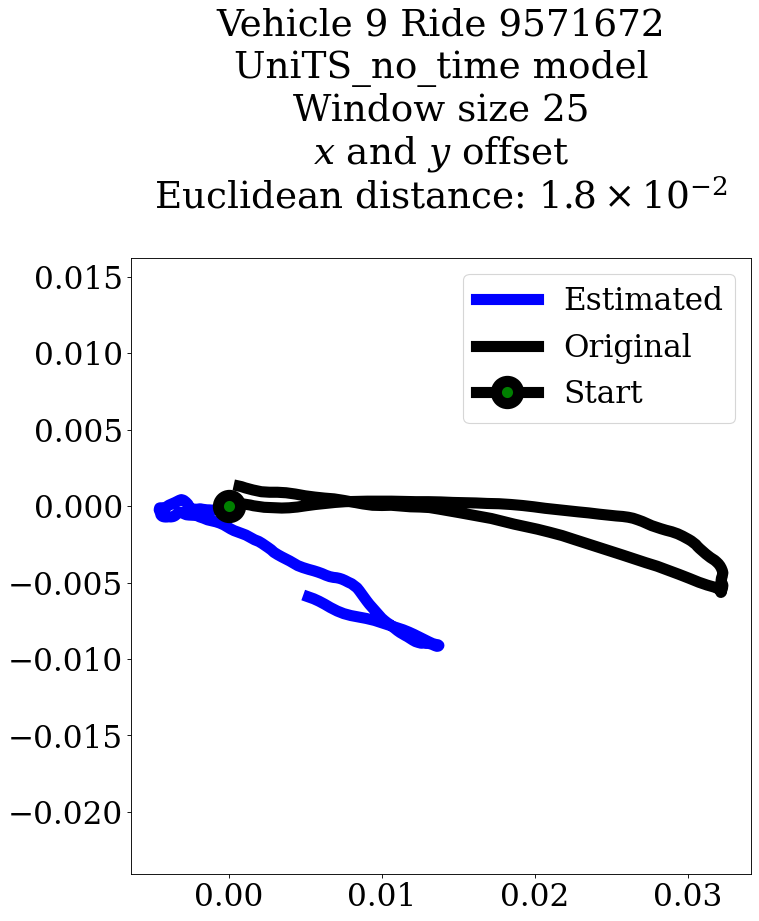 Vehicle 9 Ride 9571672
UniTS_no_time model
Window size 25
x and y offset
Euclidean distance: 1.8 × 10⁻²
0.015
0.010
0.005
0.000
−0.005
−0.010
−0.015
−0.020
Estimated
Original
Start
0.00 0.01 0.02 0.03